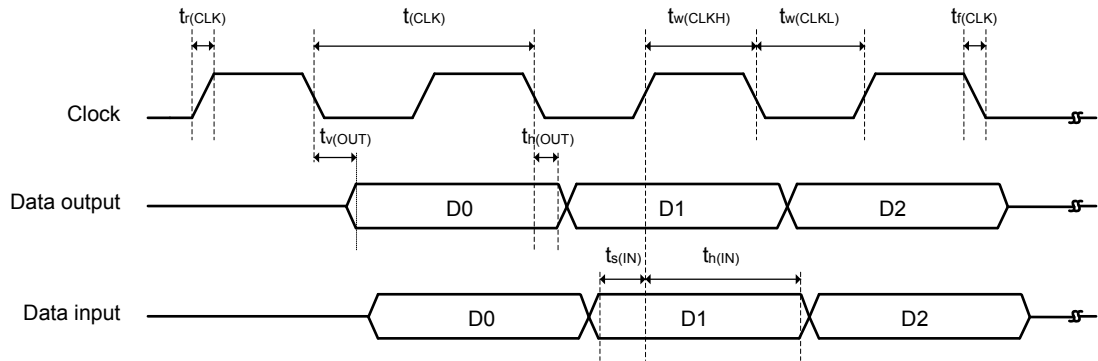 tr(CLK) t(CLK) tw(CLKH) tw(CLKL) tf(CLK)
Clock
tv(OUT) th(OUT)
Data output D0 D1 D2
ts(IN) th(IN)
Data input D0 D1 D2